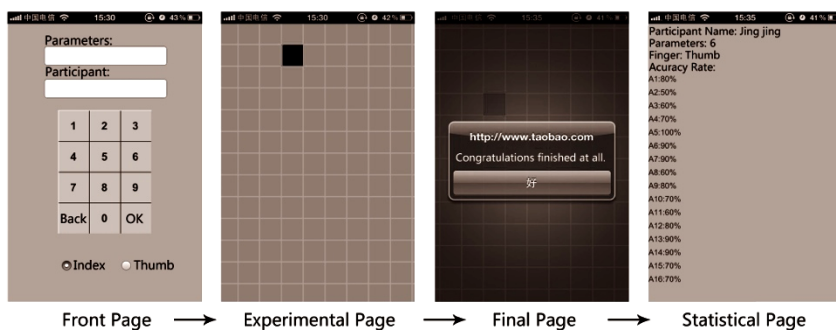 中国电信 15:30 43%
Parameters:
Participant:
1 2 3
4 5 6
7 8 9
Back 0 OK
Index Thumb
Front Page
中国电信 15:30 42%
Experimental Page
中国电信 15:35 41%
http://www.taobao.com
Congratulations finished at all.
好
Final Page
中国电信 15:35 41%
Participant Name: Jing jing
Parameters: 6
Finger: Thumb
Acuracy Rate:
A1:80%
A2:50%
A3:60%
A4:70%
A5:100%
A6:90%
A7:90%
A8:60%
A9:80%
A10:70%
A11:60%
A12:80%
A13:90%
A14:90%
A15:70%
A16:70%
Statistical Page